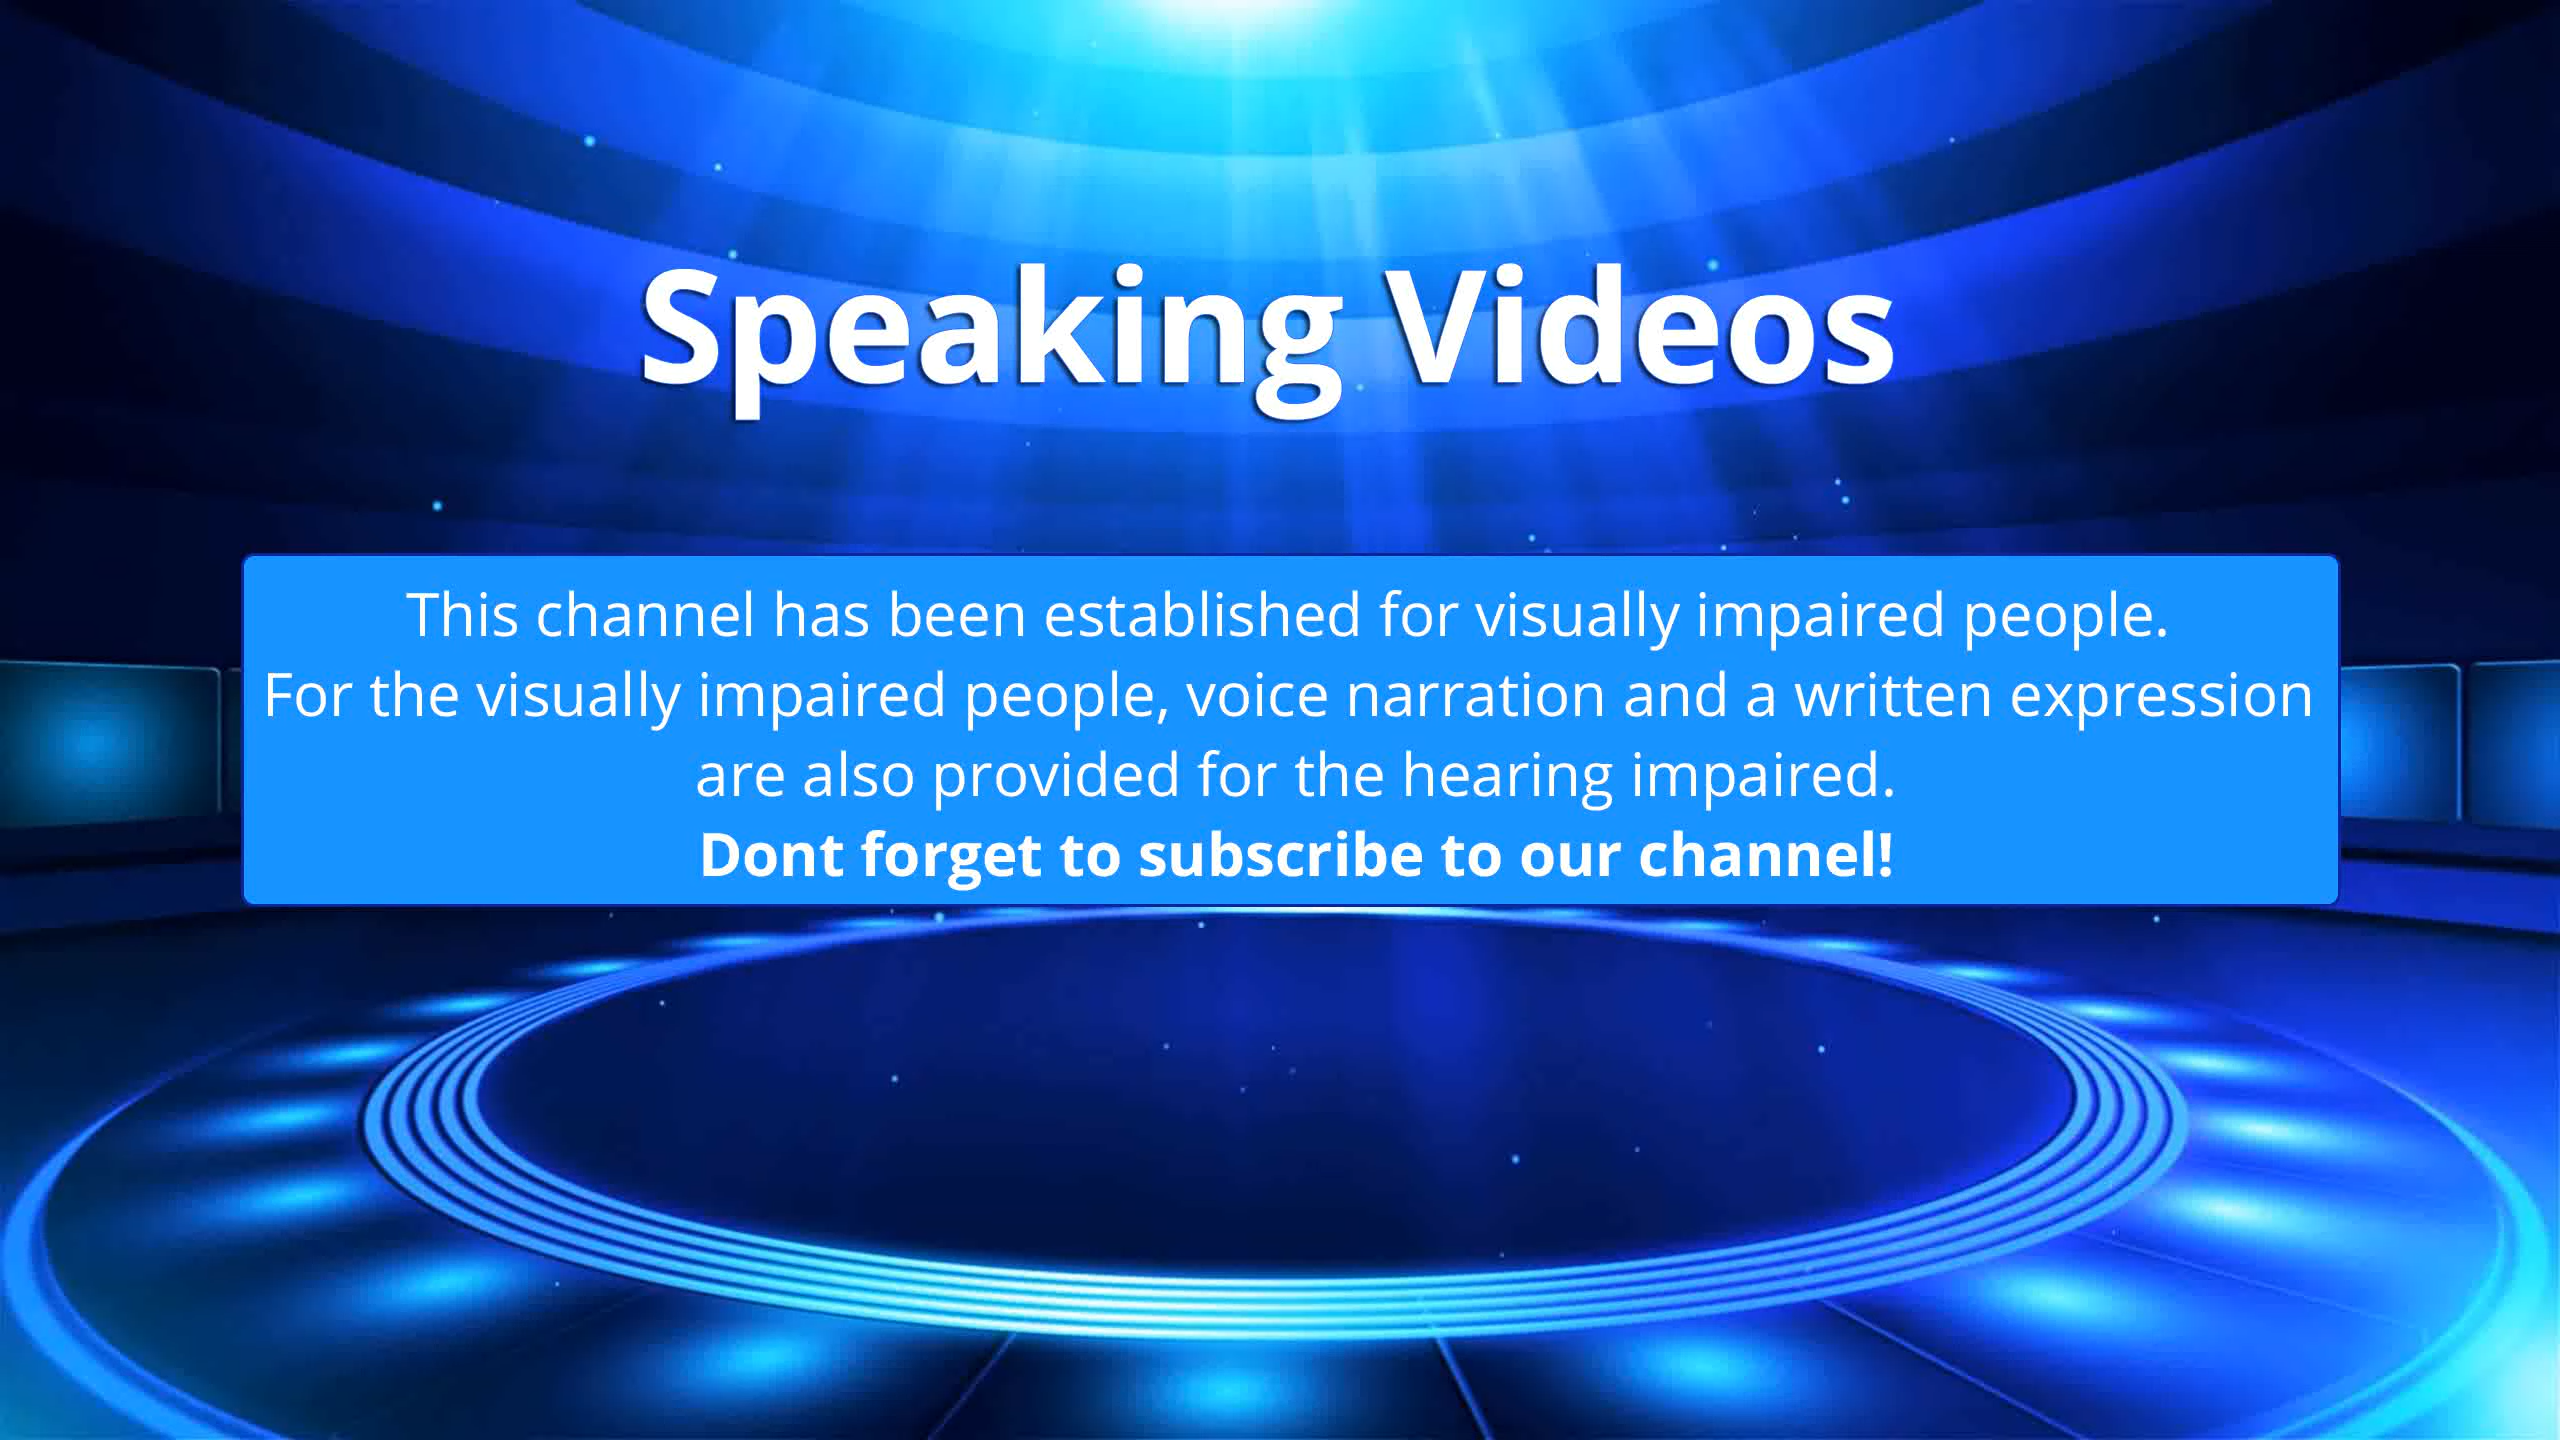 Speaking Videos
This channel has been established for visually impaired people.
For the visually impaired people, voice narration and a written expression
are also provided for the hearing impaired.
Dont forget to subscribe to our channel!